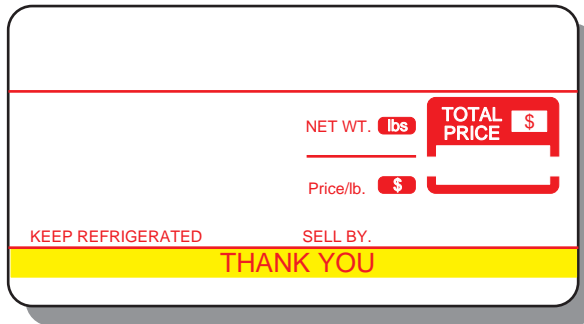 NET WT. lbs
TOTAL PRICE $
Price/lb. $
KEEP REFRIGERATED SELL BY.
THANK YOU